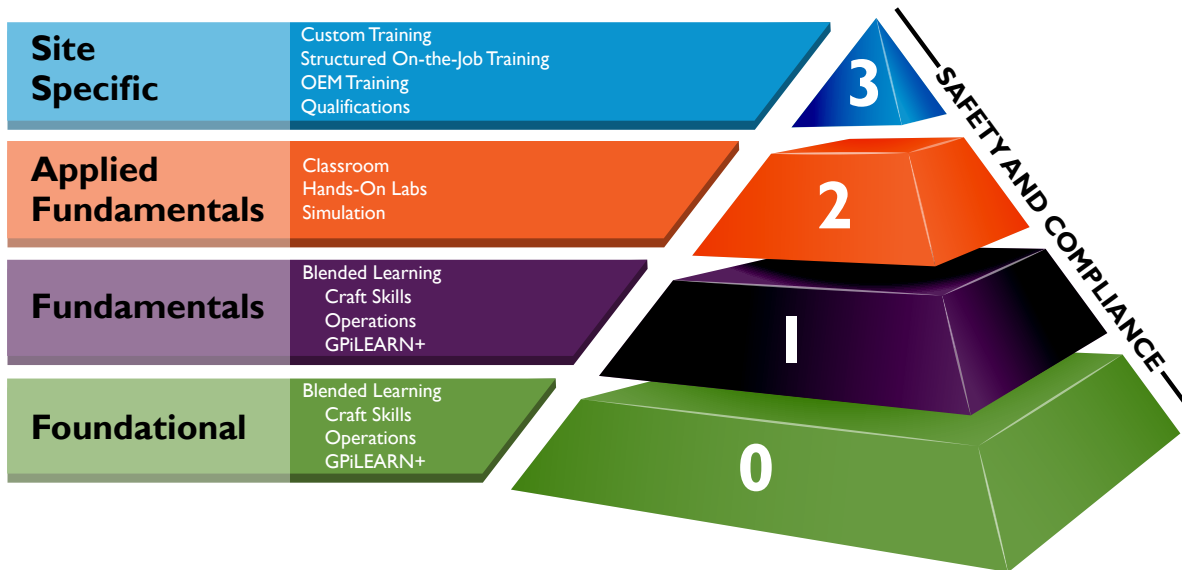 Site
Specific
Custom Training
Structured On-the-Job Training
OEM Training
Qualifications
3
Applied
Fundamentals
Classroom
Hands-On Labs
Simulation
2
Fundamentals
Blended Learning
Craft Skills
Operations
GPiLEARN+
1
Foundational
Blended Learning
Craft Skills
Operations
GPiLEARN+
0
SAFETY AND COMPLIANCE